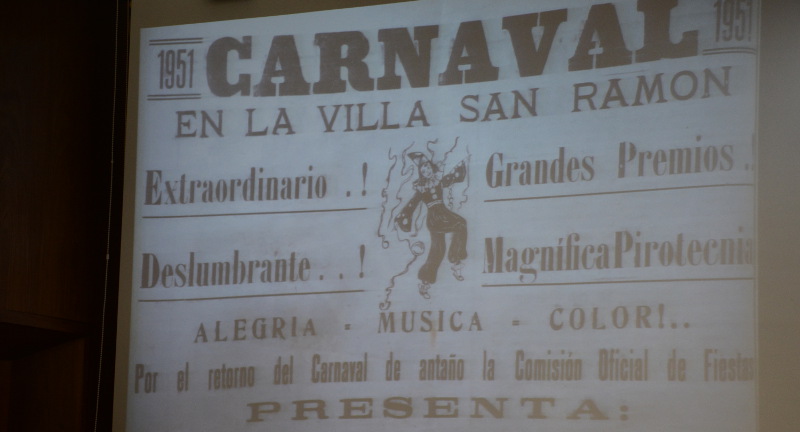 1951 CARNAVAL 1951
EN LA VILLA SAN RAMON
Extraordinario .! Grandes Premios .!
Deslumbrante . . ! Magnífica Pirotecnia
ALEGRIA - MUSICA - COLOR!..
Por el retorno del Carnaval de antaño la Comisión Oficial de Fiestas
PRESENTA: